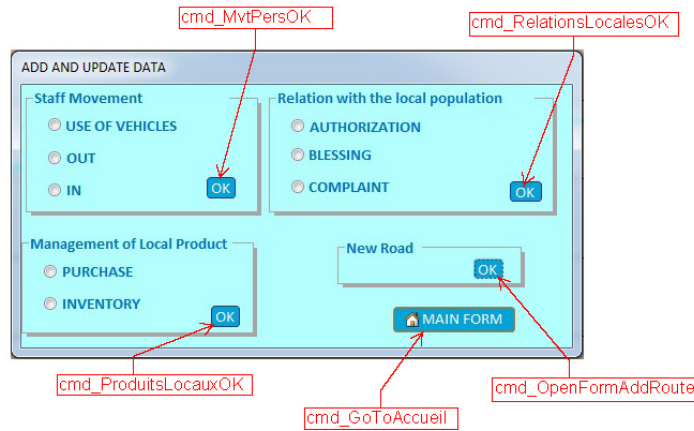 cmd_MvtPersOK
cmd_RelationsLocalesOK
ADD AND UPDATE DATA
Staff Movement
USE OF VEHICLES
OUT
IN
OK
Relation with the local population
AUTHORIZATION
BLESSING
COMPLAINT
OK
Management of Local Product
PURCHASE
INVENTORY
OK
New Road
OK
MAIN FORM
cmd_ProduitsLocauxOK
cmd_OpenFormAddRoute
cmd_GoToAccueil